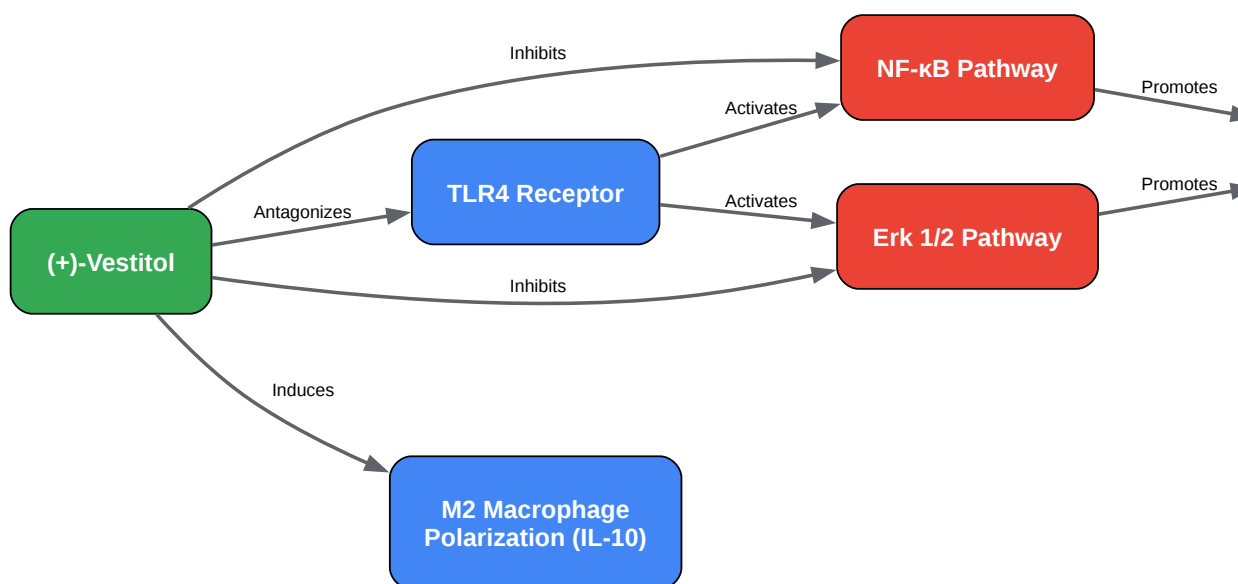 Inhibits
NF-κB Pathway
Promotes
Activates
TLR4 Receptor
Antagonizes
Activates
Promotes
Erk 1/2 Pathway
(+)-Vestitol
Inhibits
Induces
M2 Macrophage
Polarization (IL-10)